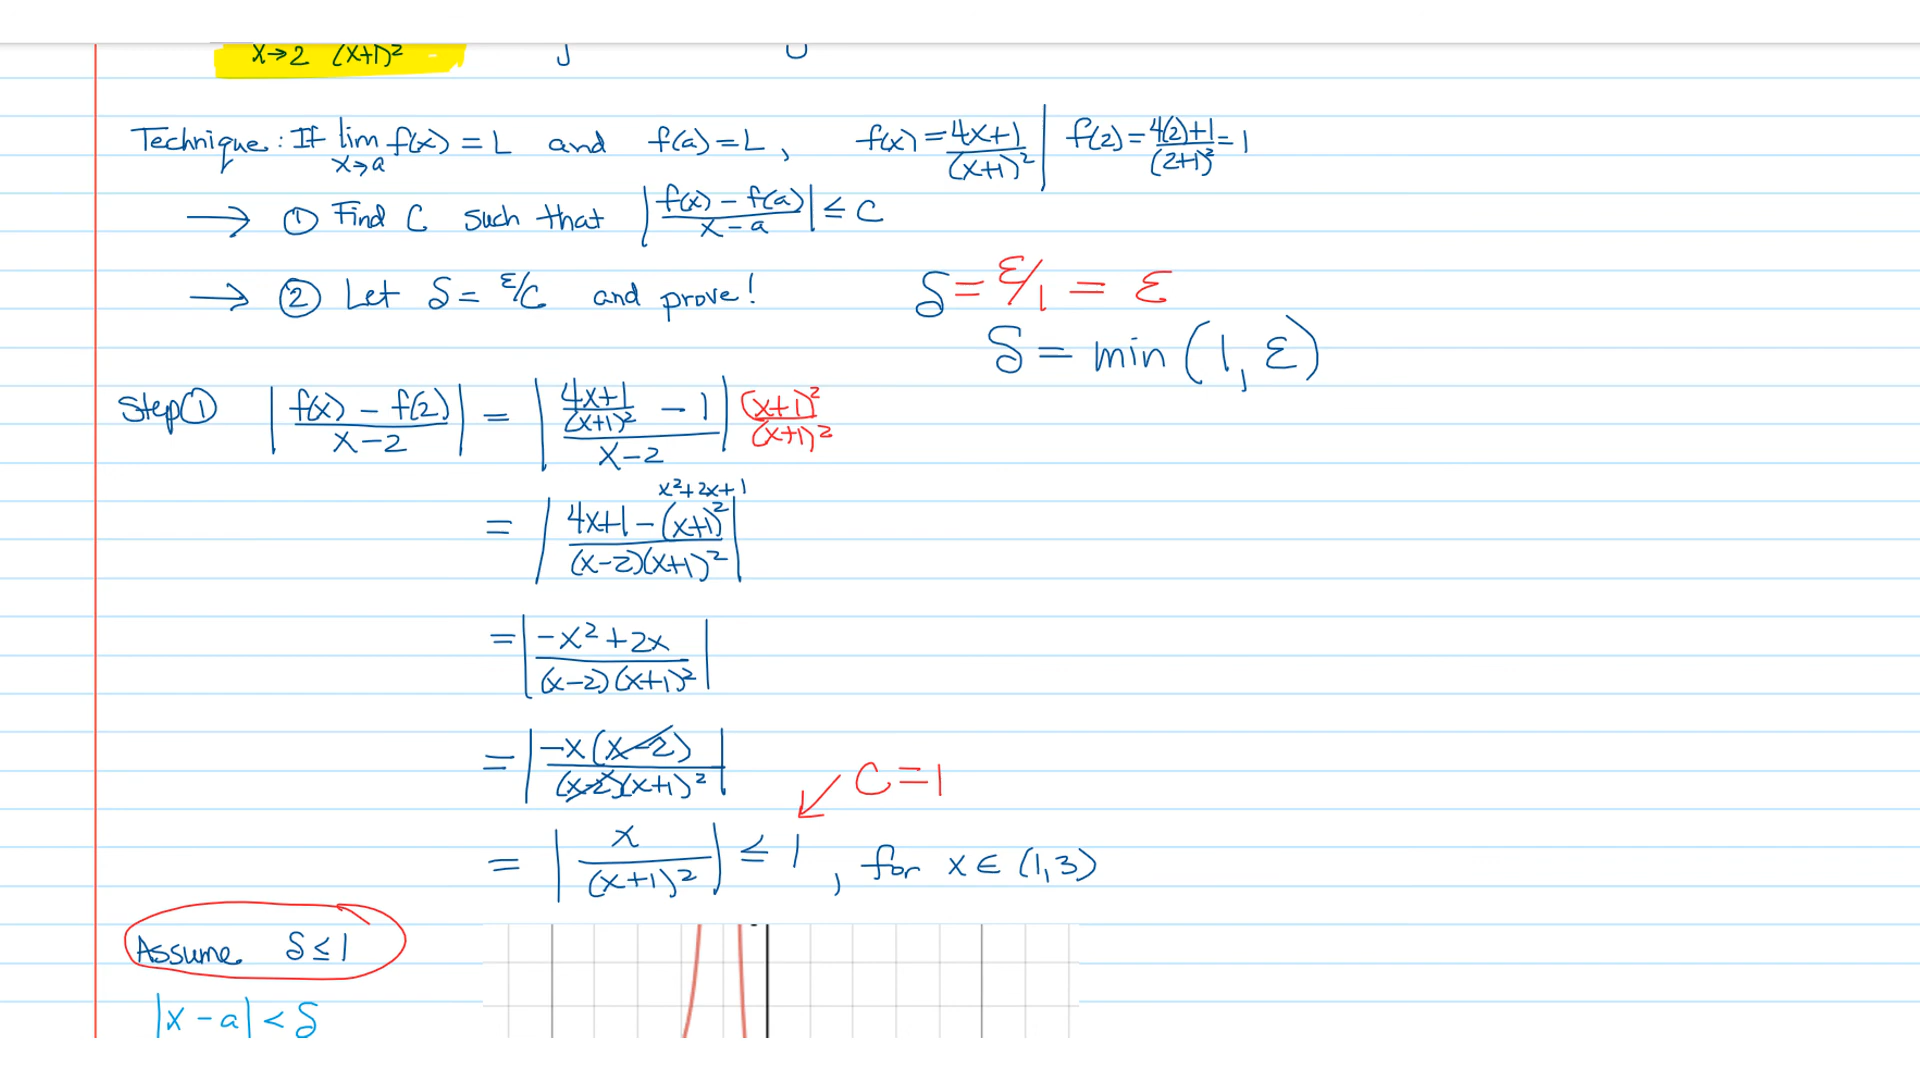 x→2 (x+1)²
Technique: If lim x→a f(x) = L and f(a) = L, f(x) = 4x+1/(x+1)² | f(2) = 4(2)+1/(2+1)² = 1
→ ① Find C such that |f(x) - f(a)/x - a| ≤ C
→ ② Let δ = ε/C and prove! δ = ε/1 = ε
δ = min (1, ε)
Step ① |f(x) - f(2)/x - 2| = |4x+1/(x+1)² - 1/x - 2| (x+1)²/(x+1)²
x²+2x+1
= |4x+1 - (x+1)²/(x-2)(x+1)²|
= |-x² + 2x/(x-2)(x+1)²|
= |-x(x-2)/(x-2)(x+1)²|
C = 1
= |x/(x+1)²| ≤ 1, for x ∈ (1,3)
Assume δ ≤ 1
|x - a| < δ